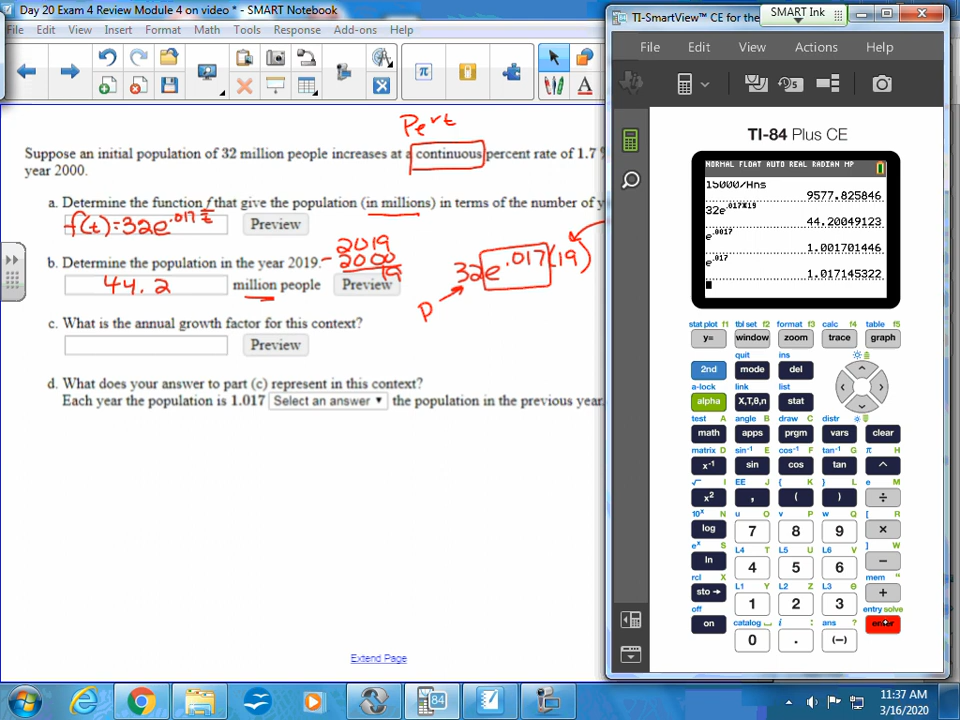 Day 20 Exam 4 Review Module 4 on video * - SMART Notebook
File Edit View Insert Format Math Tools Response Addons Help
Pe^rt
Suppose an initial population of 32 million people increases at a continuous percent rate of 1.7 %
year 2000.
a. Determine the function f that give the population (in millions) in terms of the number of y
f(t)=32e^.017t Preview
b. Determine the population in the year 2019.
-2019
2000
19
44.2 million people Preview
32e^.017(19)
P
c. What is the annual growth factor for this context?
Preview
d. What does your answer to part (c) represent in this context?
Each year the population is 1.017 Select an answer ▼ the population in the previous year.
Extend Page
TI-SmartView™ CE for the
SMART Ink
File Edit View Actions Help
TI-84 Plus CE
NORMAL FLOAT AUTO REAL RADIAN MP
15000/Ans
9577.825846
32e^.017*19
44.20049123
e^.0017
1.001701446
e^.017
1.017145322
stat plot f1 tbl set f2 format f3 calc f4 table f5
y= window zoom trace graph
quit ins
2nd mode del
a-lock link list
alpha X,T,θ,n stat
test A angle B draw C distr
math apps prgm vars clear
matrix D sin⁻¹ E cos⁻¹ F tan⁻¹ G π H
x⁻¹ sin cos tan ^
√ I EE J { K } L e M
x² , ( ) ÷
10ˣ N u O v P w Q [ R
log 7 8 9 ×
eˣ S L4 T L5 U L6 V ] W
ln 4 5 6 −
rcl X L1 Y L2 Z L3 θ mem "
sto→ 1 2 3 +
off catalog ⎵ i : ans ? entry solve
on 0 . (−) enter
84
11:37 AM
3/16/2020